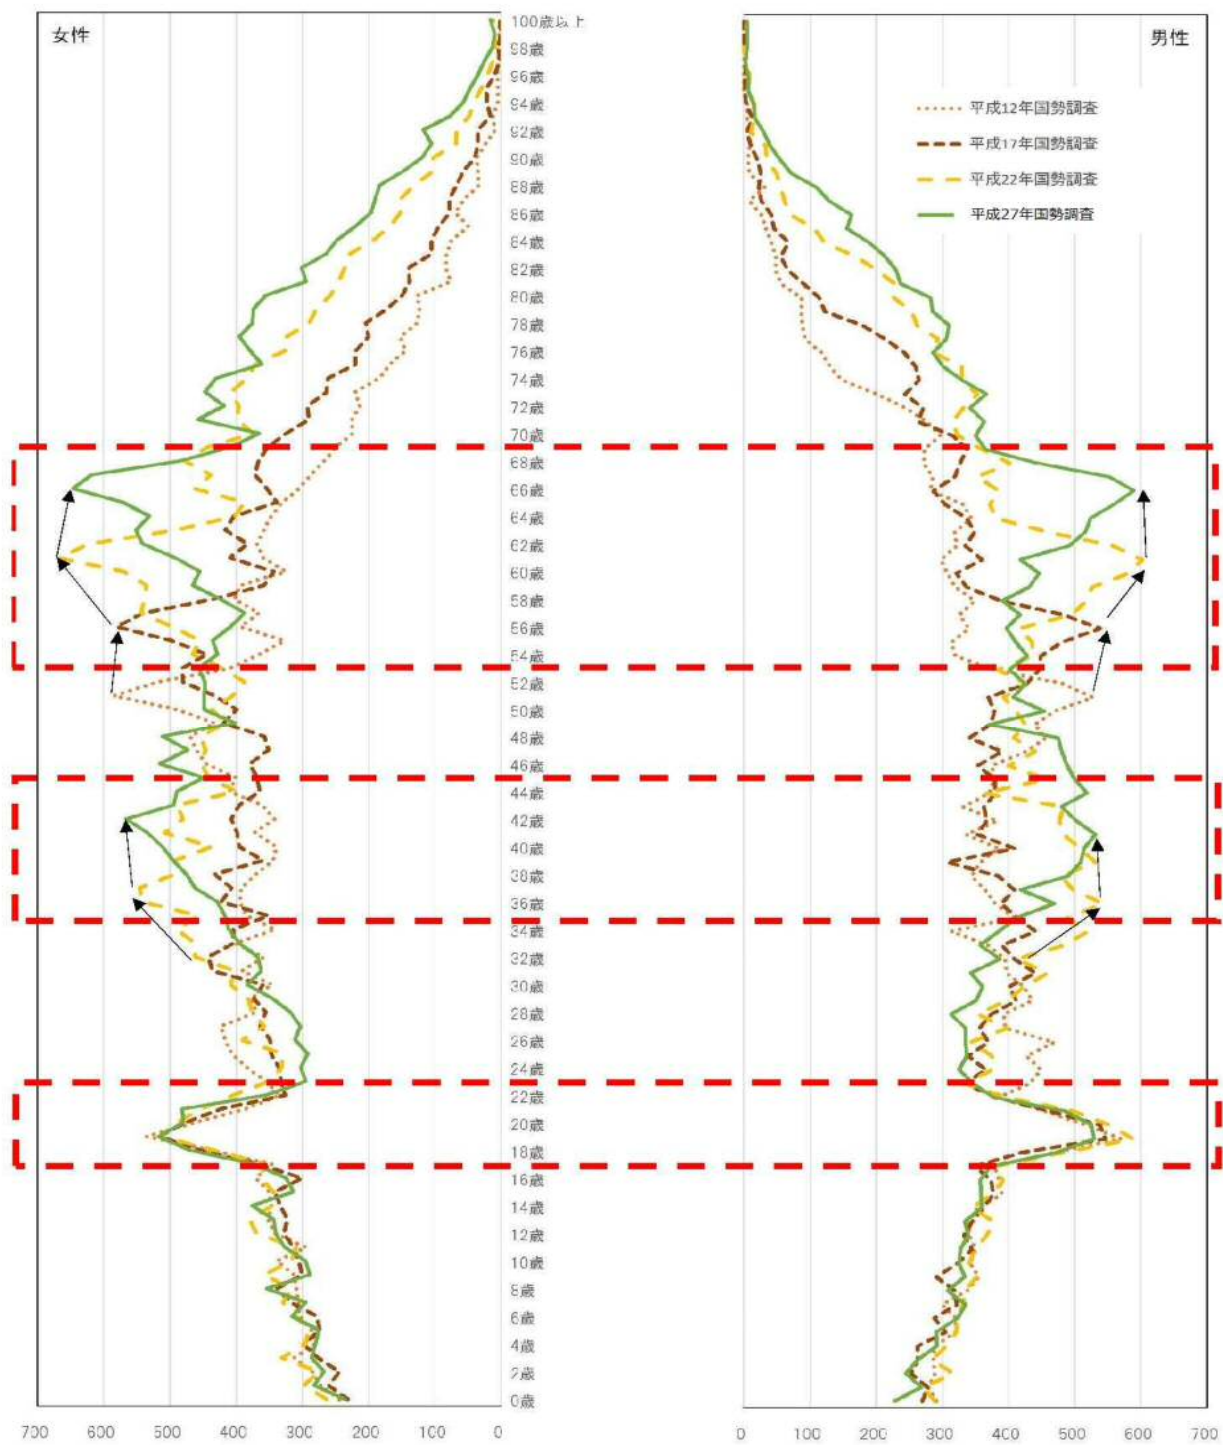 女性
男性
平成12年国勢調査
平成17年国勢調査
平成22年国勢調査
平成27年国勢調査
100歳以上
98歳
96歳
94歳
92歳
90歳
88歳
86歳
84歳
82歳
80歳
78歳
76歳
74歳
72歳
70歳
68歳
66歳
64歳
62歳
60歳
58歳
56歳
54歳
52歳
50歳
48歳
46歳
44歳
42歳
40歳
38歳
36歳
34歳
32歳
30歳
28歳
26歳
24歳
22歳
20歳
18歳
16歳
14歳
12歳
10歳
8歳
6歳
4歳
2歳
0歳
700 600 500 400 300 200 100 0
0 100 200 300 400 500 600 700